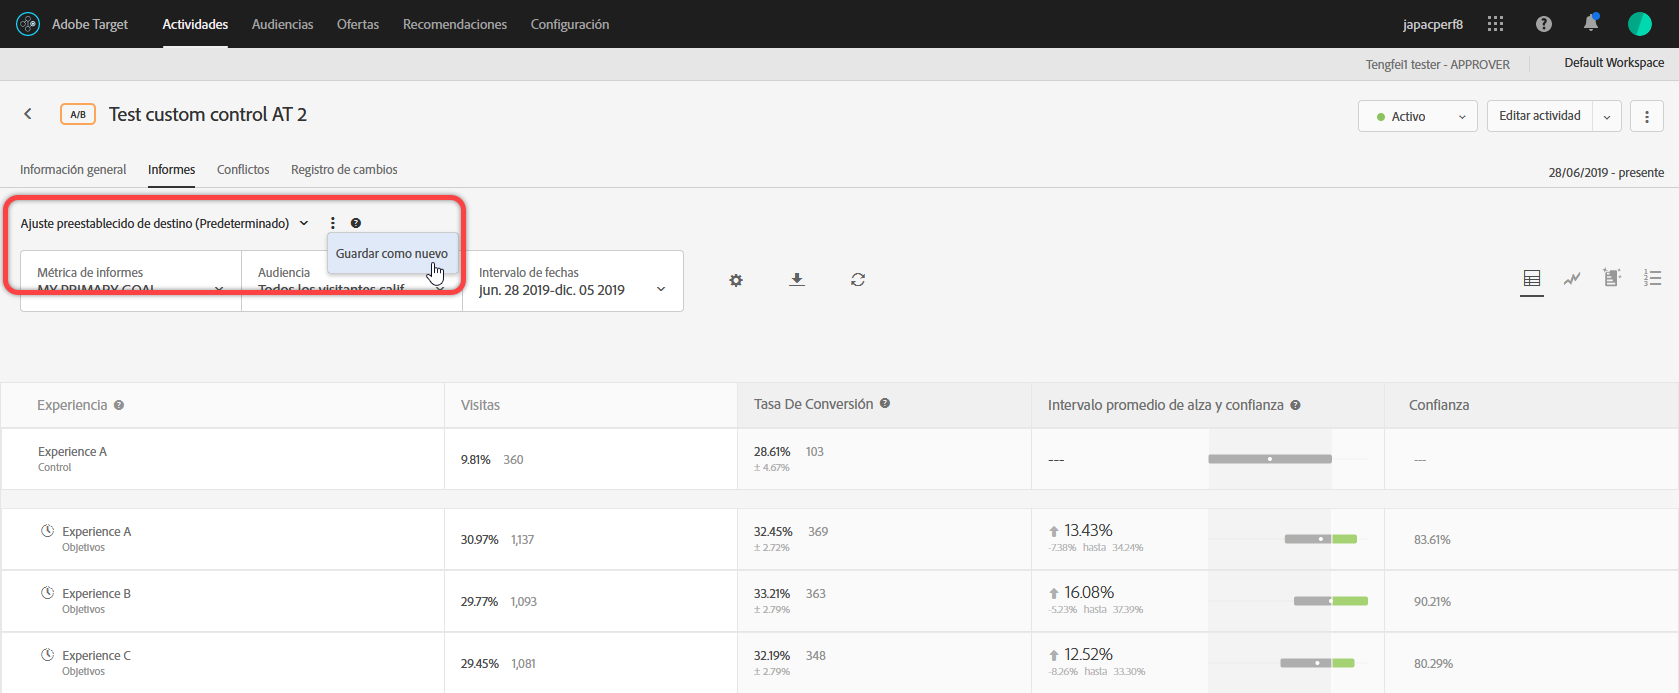 Adobe Target Actividades Audiencias Ofertas Recomendaciones Configuración japacperf8
Tengfei1 tester - APPROVER Default Workspace
A/B Test custom control AT 2 Activo Editar actividad
Información general Informes Conflictos Registro de cambios 28/06/2019 - presente
Ajuste preestablecido de destino (Predeterminado)
Guardar como nuevo
Métrica de informes Audiencia Intervalo de fechas
MY PRIMARY GOAL Todos los visitantes calif jun. 28 2019-dic. 05 2019
Experiencia Visitas Tasa De Conversión Intervalo promedio de alza y confianza Confianza
Experience A 9.81% 360 28.61% 103 --- ---
Control ± 4.67%
Experience A 30.97% 1,137 32.45% 369 13.43% 83.61%
Objetivos ± 2.72% -7.38% hasta 34.24%
Experience B 29.77% 1,093 33.21% 363 16.08% 90.21%
Objetivos ± 2.79% -5.23% hasta 37.39%
Experience C 29.45% 1,081 32.19% 348 12.52% 80.29%
Objetivos ± 2.79% -8.26% hasta 33.30%